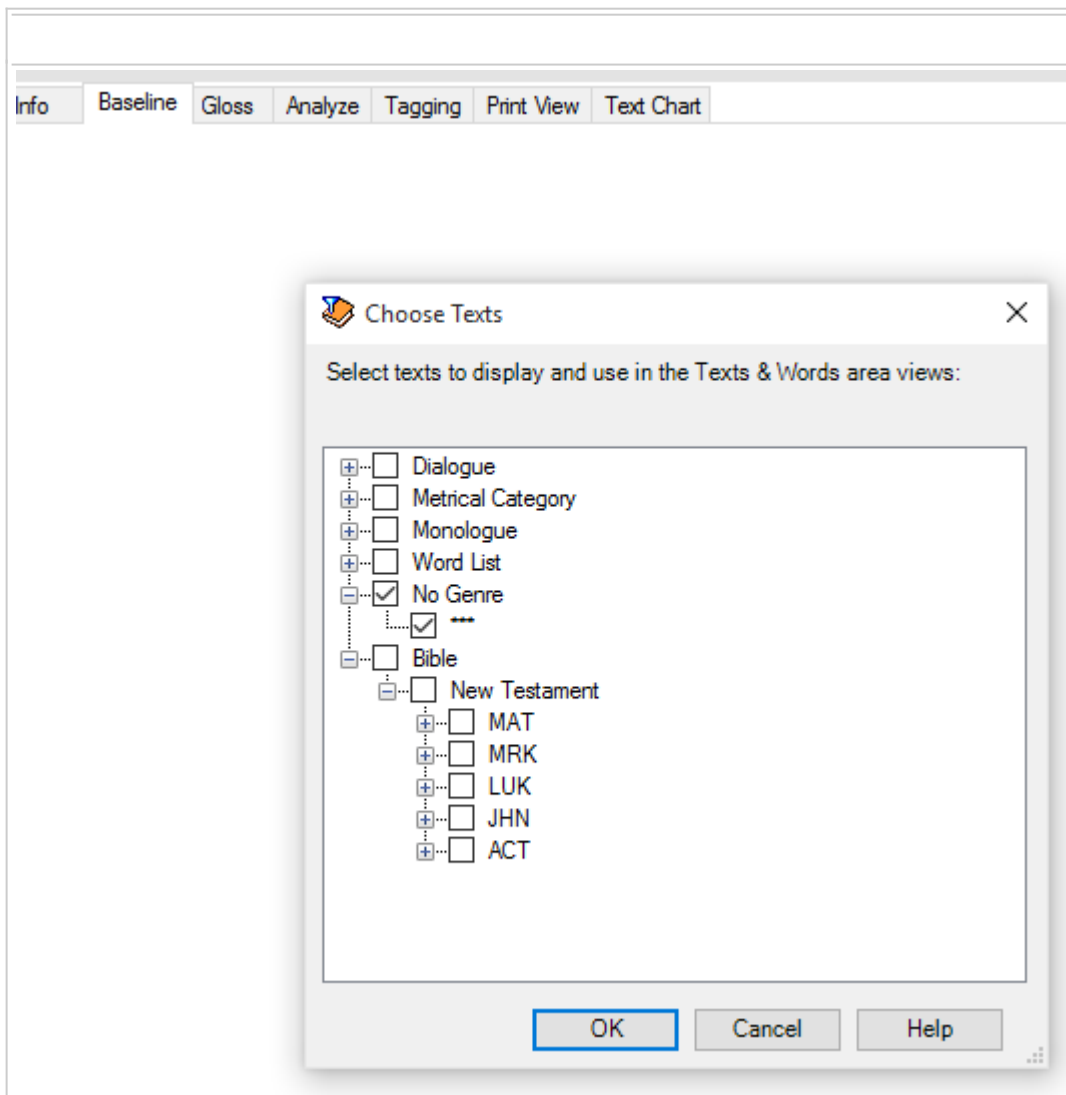 Info Baseline Gloss Analyze Tagging Print View Text Chart
Choose Texts
Select texts to display and use in the Texts & Words area views:
Dialogue
Metrical Category
Monologue
Word List
No Genre
***
Bible
New Testament
MAT
MRK
LUK
JHN
ACT
OK Cancel Help